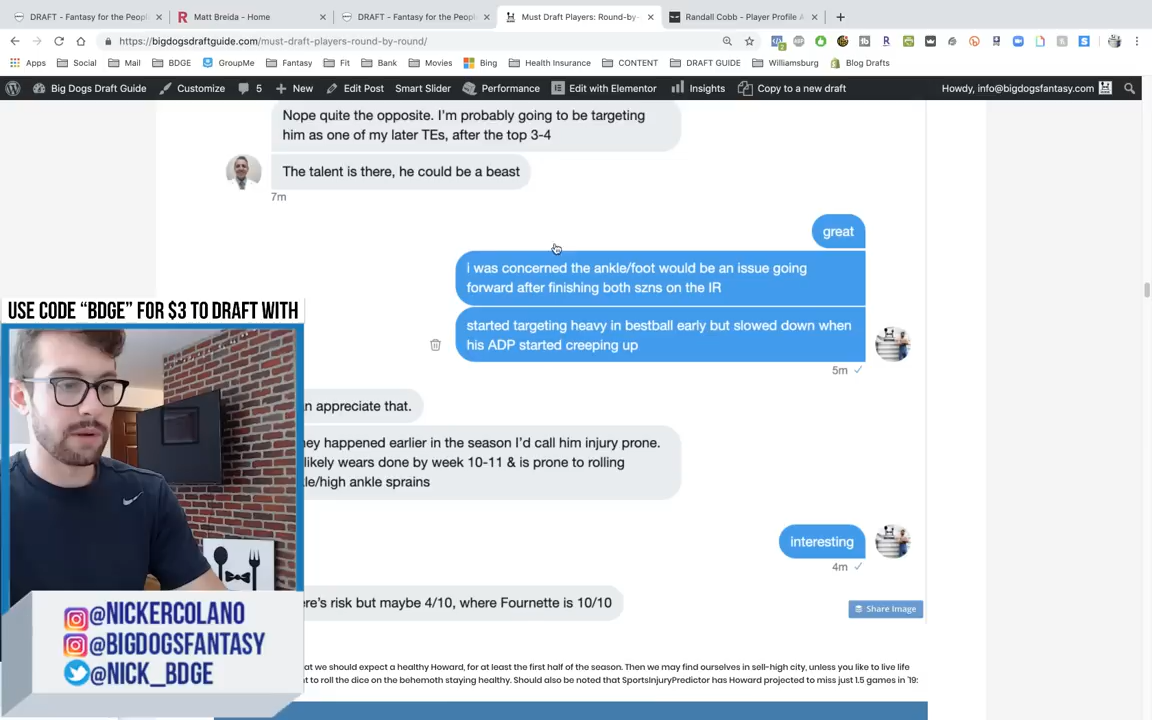 DRAFT - Fantasy for the People
Matt Breida - Home
DRAFT - Fantasy for the Peopl
Must Draft Players: Round-by-
Randall Cobb - Player Profile A
https://bigdogsdraftguide.com/must-draft-players-round-by-round/
Apps Social Mail BDGE GroupMe Fantasy Fit Bank Movies Bing Health Insurance CONTENT DRAFT GUIDE Williamsburg Blog Drafts
Big Dogs Draft Guide Customize 5 New Edit Post Smart Slider Performance Edit with Elementor Insights Copy to a new draft Howdy, info@bigdogsfantasy.com
Nope quite the opposite. I'm probably going to be targeting
him as one of my later TEs, after the top 3-4
The talent is there, he could be a beast
7m
great
i was concerned the ankle/foot would be an issue going
forward after finishing both szns on the IR
started targeting heavy in bestball early but slowed down when
his ADP started creeping up
5m
appreciate that.
happened earlier in the season I'd call him injury prone.
likely wears done by week 10-11 & is prone to rolling
high ankle sprains
interesting
4m
risk but maybe 4/10, where Fournette is 10/10
Share Image
we should expect a healthy Howard, for at least the first half of the season. Then we may find ourselves in sell-high city, unless you like to live life
to roll the dice on the behemoth staying healthy. Should also be noted that SportsInjuryPredictor has Howard projected to miss just 1.5 games in '19:
USE CODE "BDGE" FOR $3 TO DRAFT WITH
@NICKERCOLANO
@BIGDOGSFANTASY
@NICK_BDGE